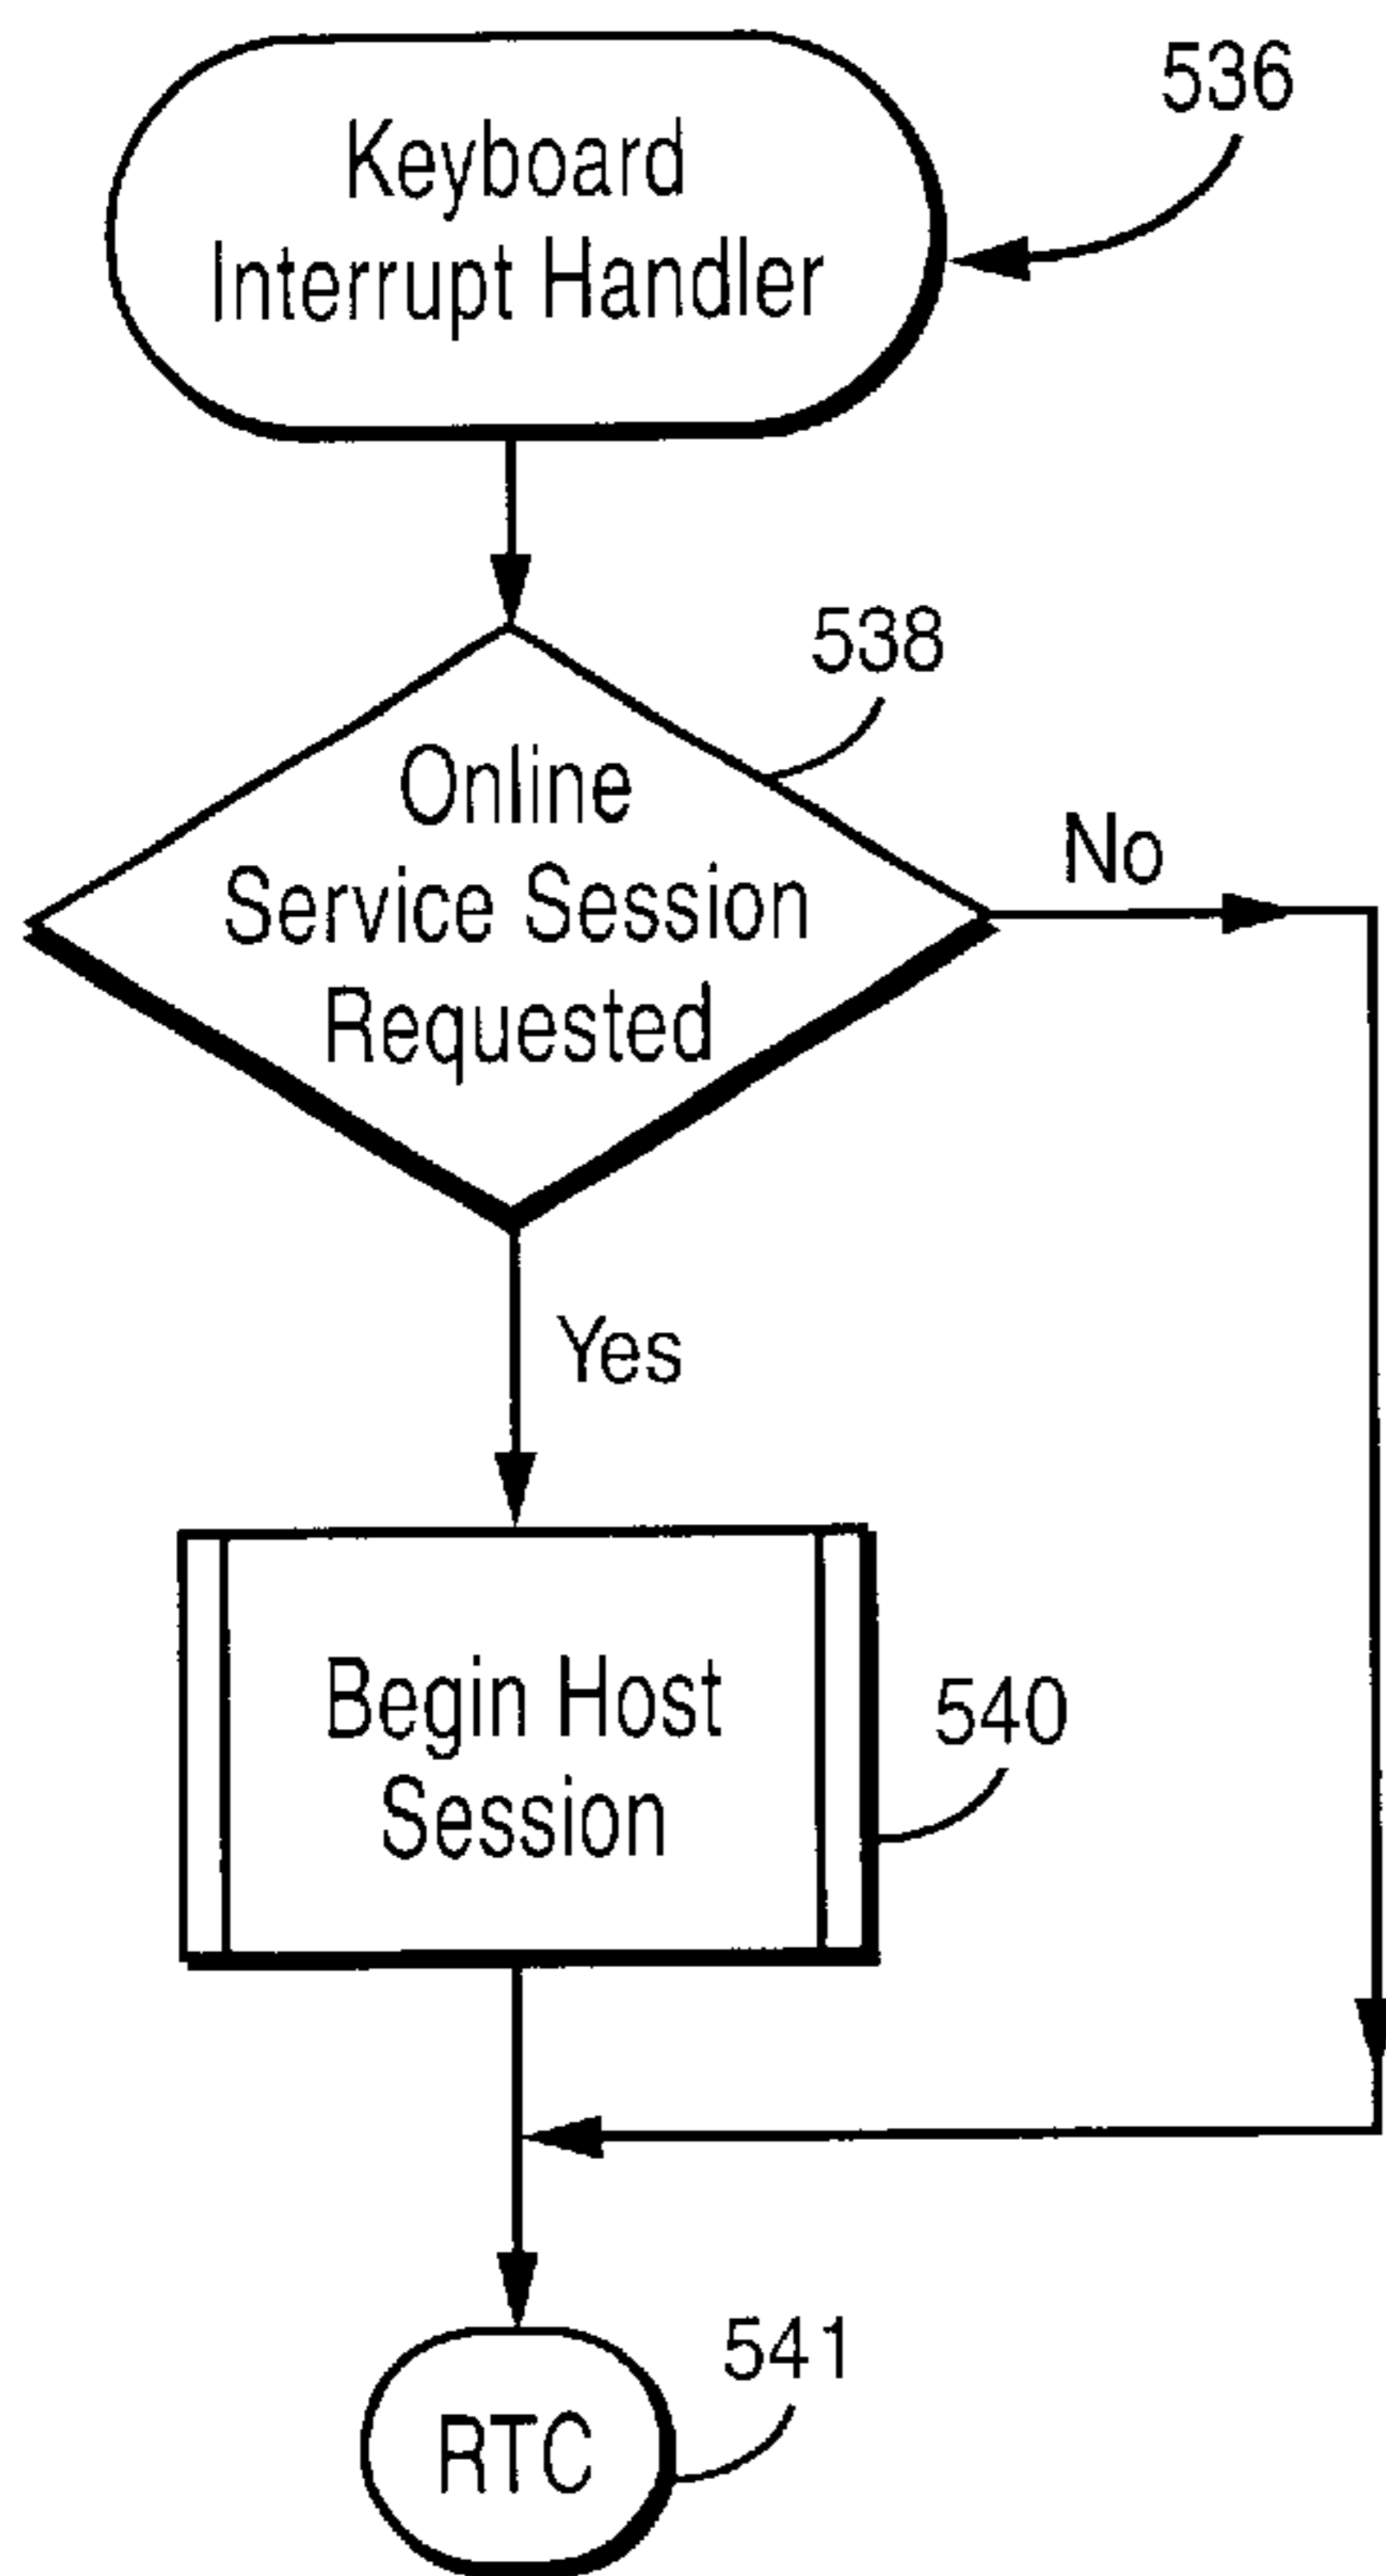 Keyboard
Interrupt Handler
536
538
Online
Service Session
Requested
No
Yes
Begin Host
Session
540
541
RTC